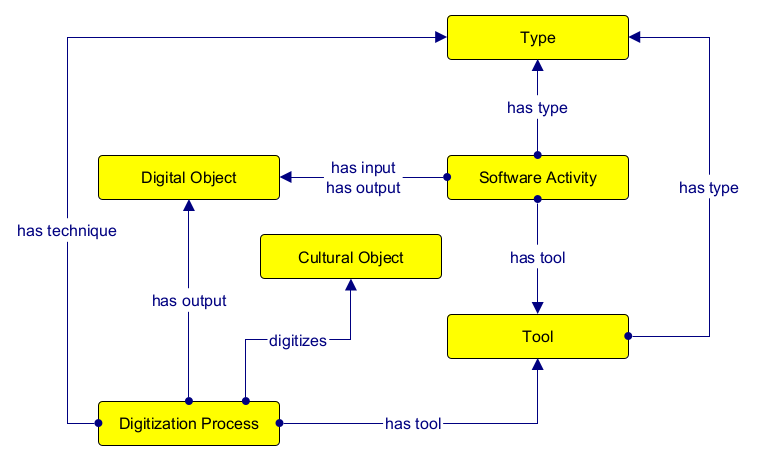 Type
has type
has input
has output
Digital Object
Software Activity
has type
has technique
Cultural Object
has tool
has output
digitizes
Tool
Digitization Process
has tool